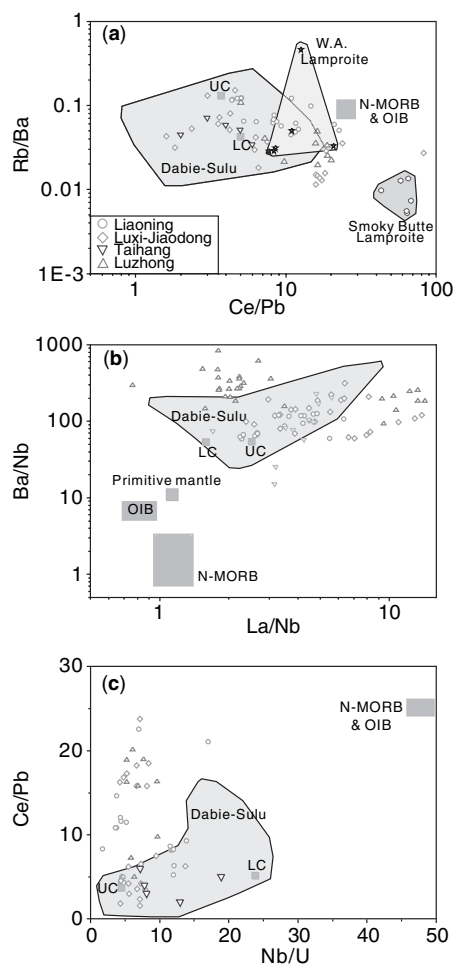 (a)
1
0.1
0.01
1E-3
Rb/Ba
UC
LC
Dabie-Sulu
W.A.
Lamproite
N-MORB
& OIB
Smoky Butte
Lamproite
Liaoning
Luxi-Jiaodong
Taihang
Luzhong
1
10
100
Ce/Pb
(b)
1000
100
10
1
Ba/Nb
Dabie-Sulu
LC
UC
Primitive mantle
OIB
N-MORB
1
10
La/Nb
(c)
30
20
10
0
Ce/Pb
N-MORB
& OIB
Dabie-Sulu
UC
LC
0 10 20 30 40 50
Nb/U